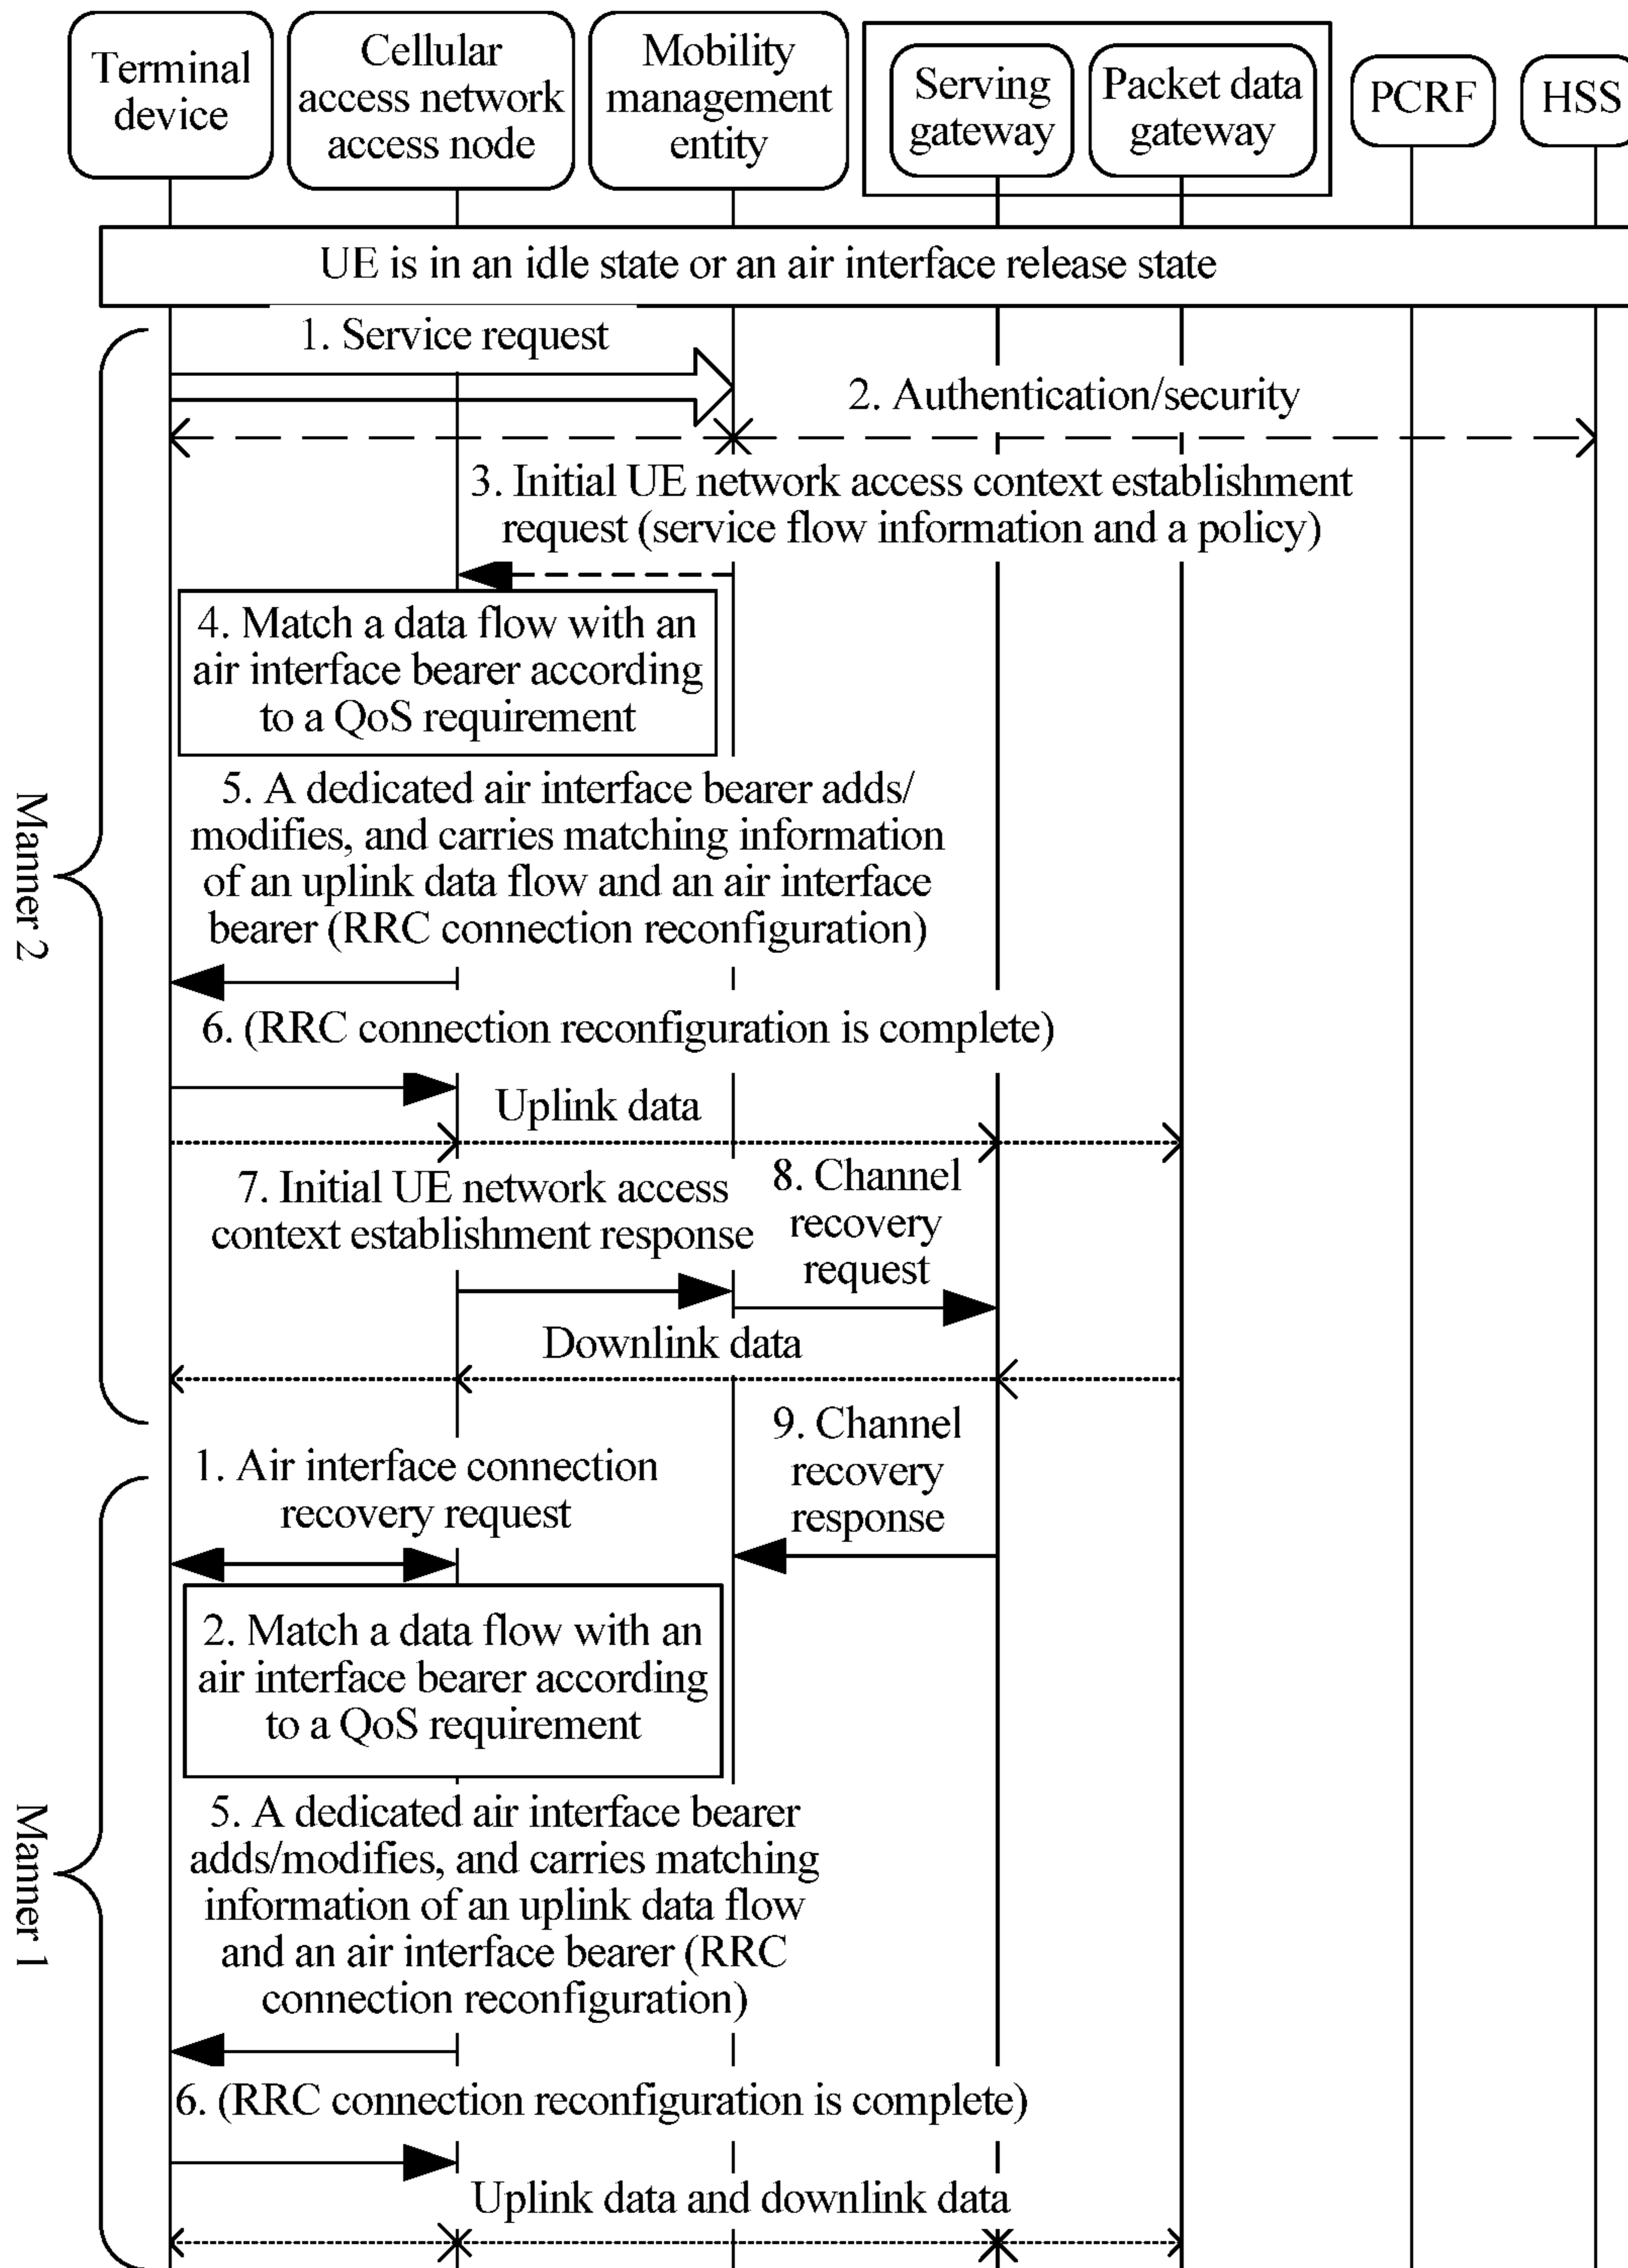 Terminal
device
Cellular
access network
access node
Mobility
management
entity
Serving
gateway
Packet data
gateway
PCRF
HSS
UE is in an idle state or an air interface release state
1. Service request
2. Authentication/security
3. Initial UE network access context establishment
request (service flow information and a policy)
4. Match a data flow with an
air interface bearer according
to a QoS requirement
5. A dedicated air interface bearer adds/
modifies, and carries matching information
of an uplink data flow and an air interface
bearer (RRC connection reconfiguration)
6. (RRC connection reconfiguration is complete)
Uplink data
7. Initial UE network access
context establishment response
8. Channel
recovery
request
Downlink data
Manner 2
9. Channel
recovery
response
1. Air interface connection
recovery request
2. Match a data flow with an
air interface bearer according
to a QoS requirement
5. A dedicated air interface bearer
adds/modifies, and carries matching
information of an uplink data flow
and an air interface bearer (RRC
connection reconfiguration)
6. (RRC connection reconfiguration is complete)
Uplink data and downlink data
Manner 1